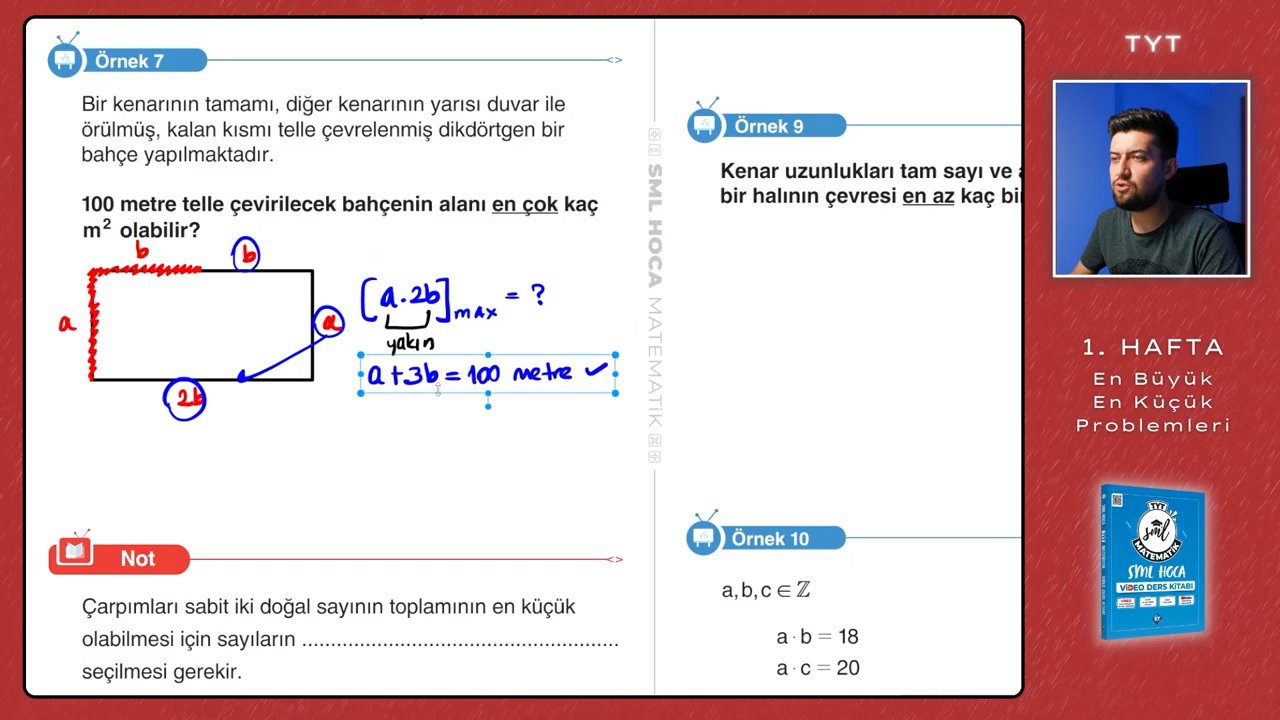 Örnek 7
Bir kenarının tamamı, diğer kenarının yarısı duvar ile
örülmüş, kalan kısmı telle çevrelenmiş dikdörtgen bir
bahçe yapılmaktadır.
100 metre telle çevirilecek bahçenin alanı en çok kaç
m² olabilir?
b b
a a
2b
[a.2b]max = ?
yakın
a+3b=100 metre ✓
Not
Çarpımları sabit iki doğal sayının toplamının en küçük
olabilmesi için sayıların ..........................................................
seçilmesi gerekir.
SML HOCA MATEMATİK
Örnek 9
Kenar uzunlukları tam sayı ve a
bir halının çevresi en az kaç bi
Örnek 10
a, b, c ∈ ℤ
a · b = 18
a · c = 20
TYT
1. HAFTA
En Büyük
En Küçük
Problemleri
TYT
sml
MATEMATİK
SML HOCA
VİDEO DERS KİTABI